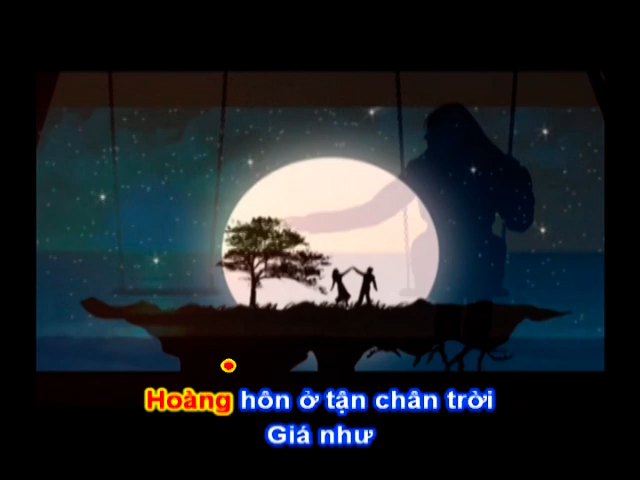 Hoàng hôn ở tận chân trời
Giá như